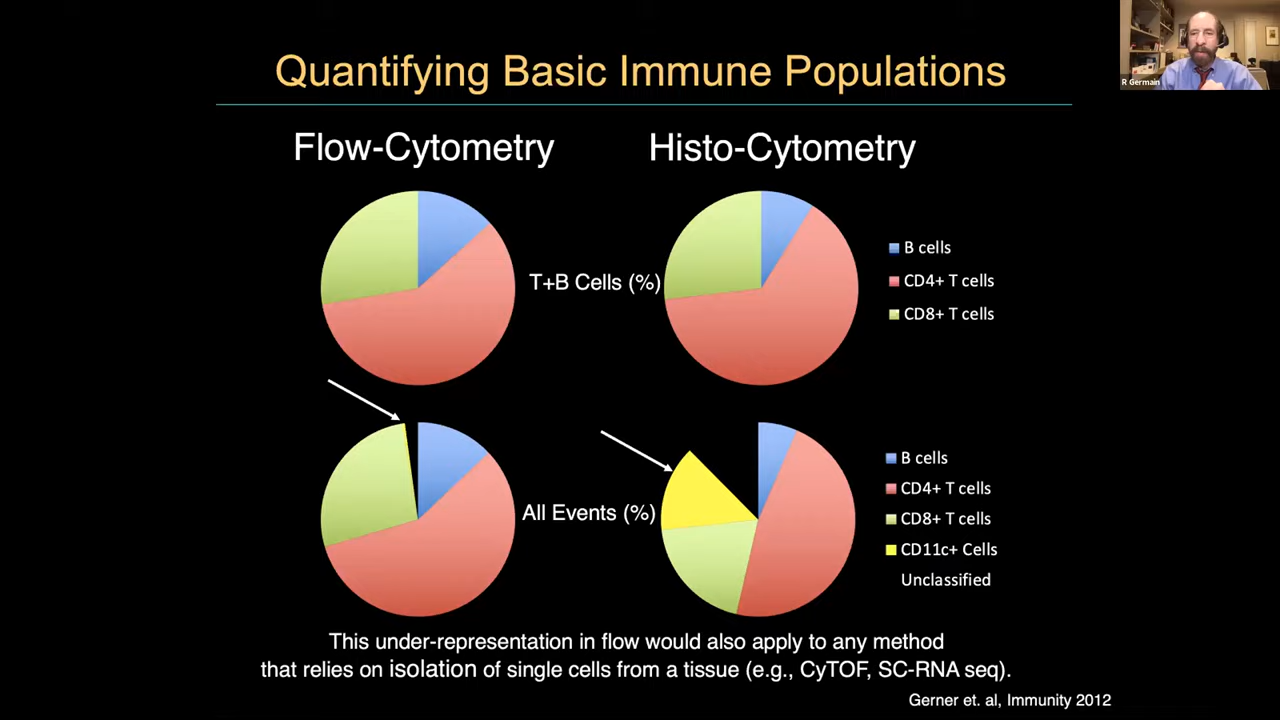 Quantifying Basic Immune Populations
R Germain
Flow-Cytometry
Histo-Cytometry
T+B Cells (%)
B cells
CD4+ T cells
CD8+ T cells
All Events (%)
B cells
CD4+ T cells
CD8+ T cells
CD11c+ Cells
Unclassified
This under-representation in flow would also apply to any method
that relies on isolation of single cells from a tissue (e.g., CyTOF, SC-RNA seq).
Gerner et. al, Immunity 2012